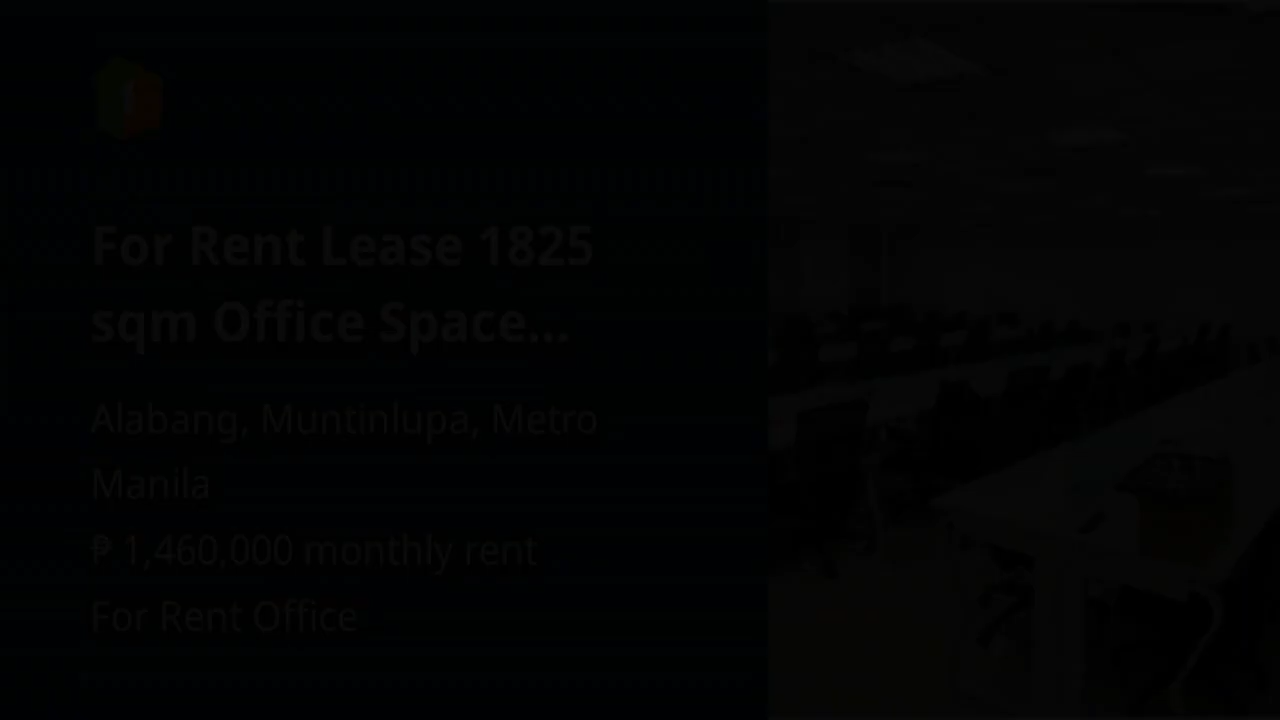 For Rent Lease 1825
sqm Office Space...
Alabang, Muntinlupa, Metro
Manila
₱ 1,460,000 monthly rent
For Rent Office